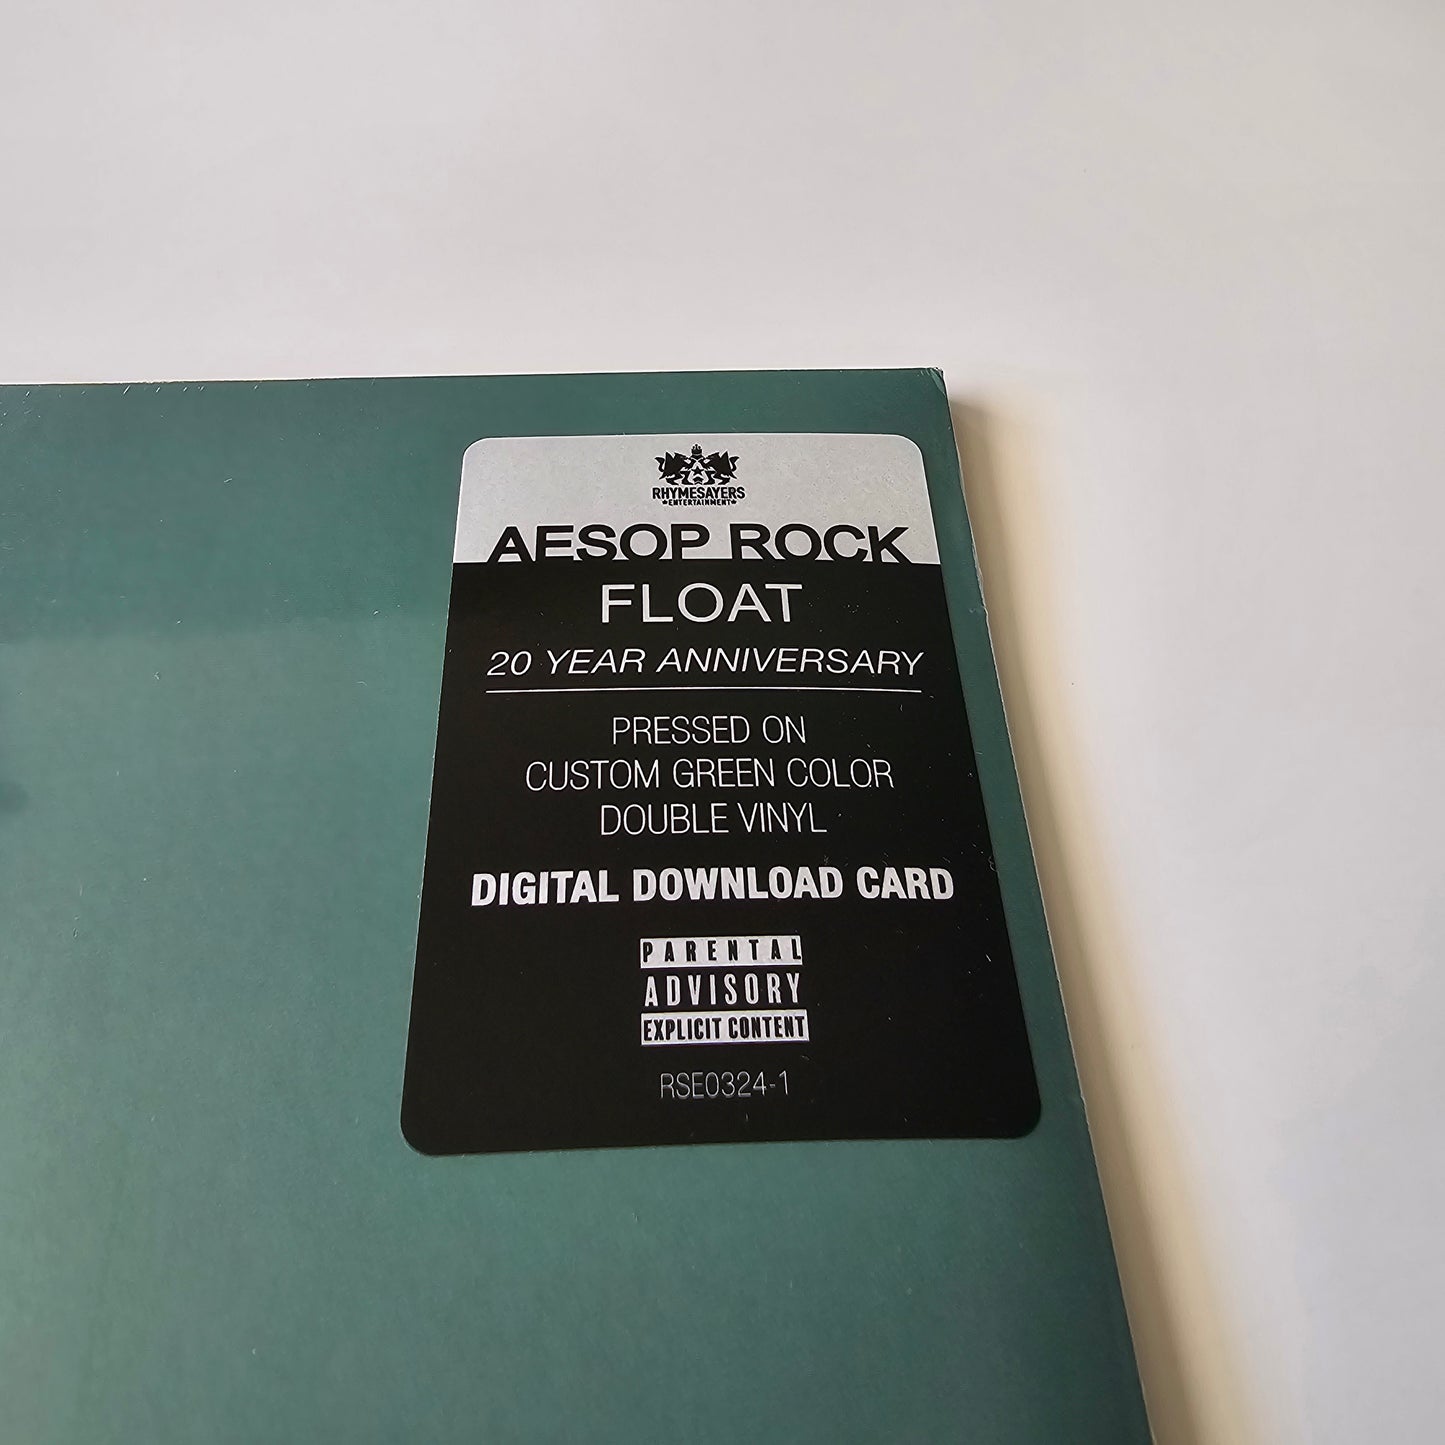 RHYMESAYERS
ENTERTAINMENT
AESOP ROCK
FLOAT
20 YEAR ANNIVERSARY
PRESSED ON
CUSTOM GREEN COLOR
DOUBLE VINYL
DIGITAL DOWNLOAD CARD
PARENTAL
ADVISORY
EXPLICIT CONTENT
RSE0324-1